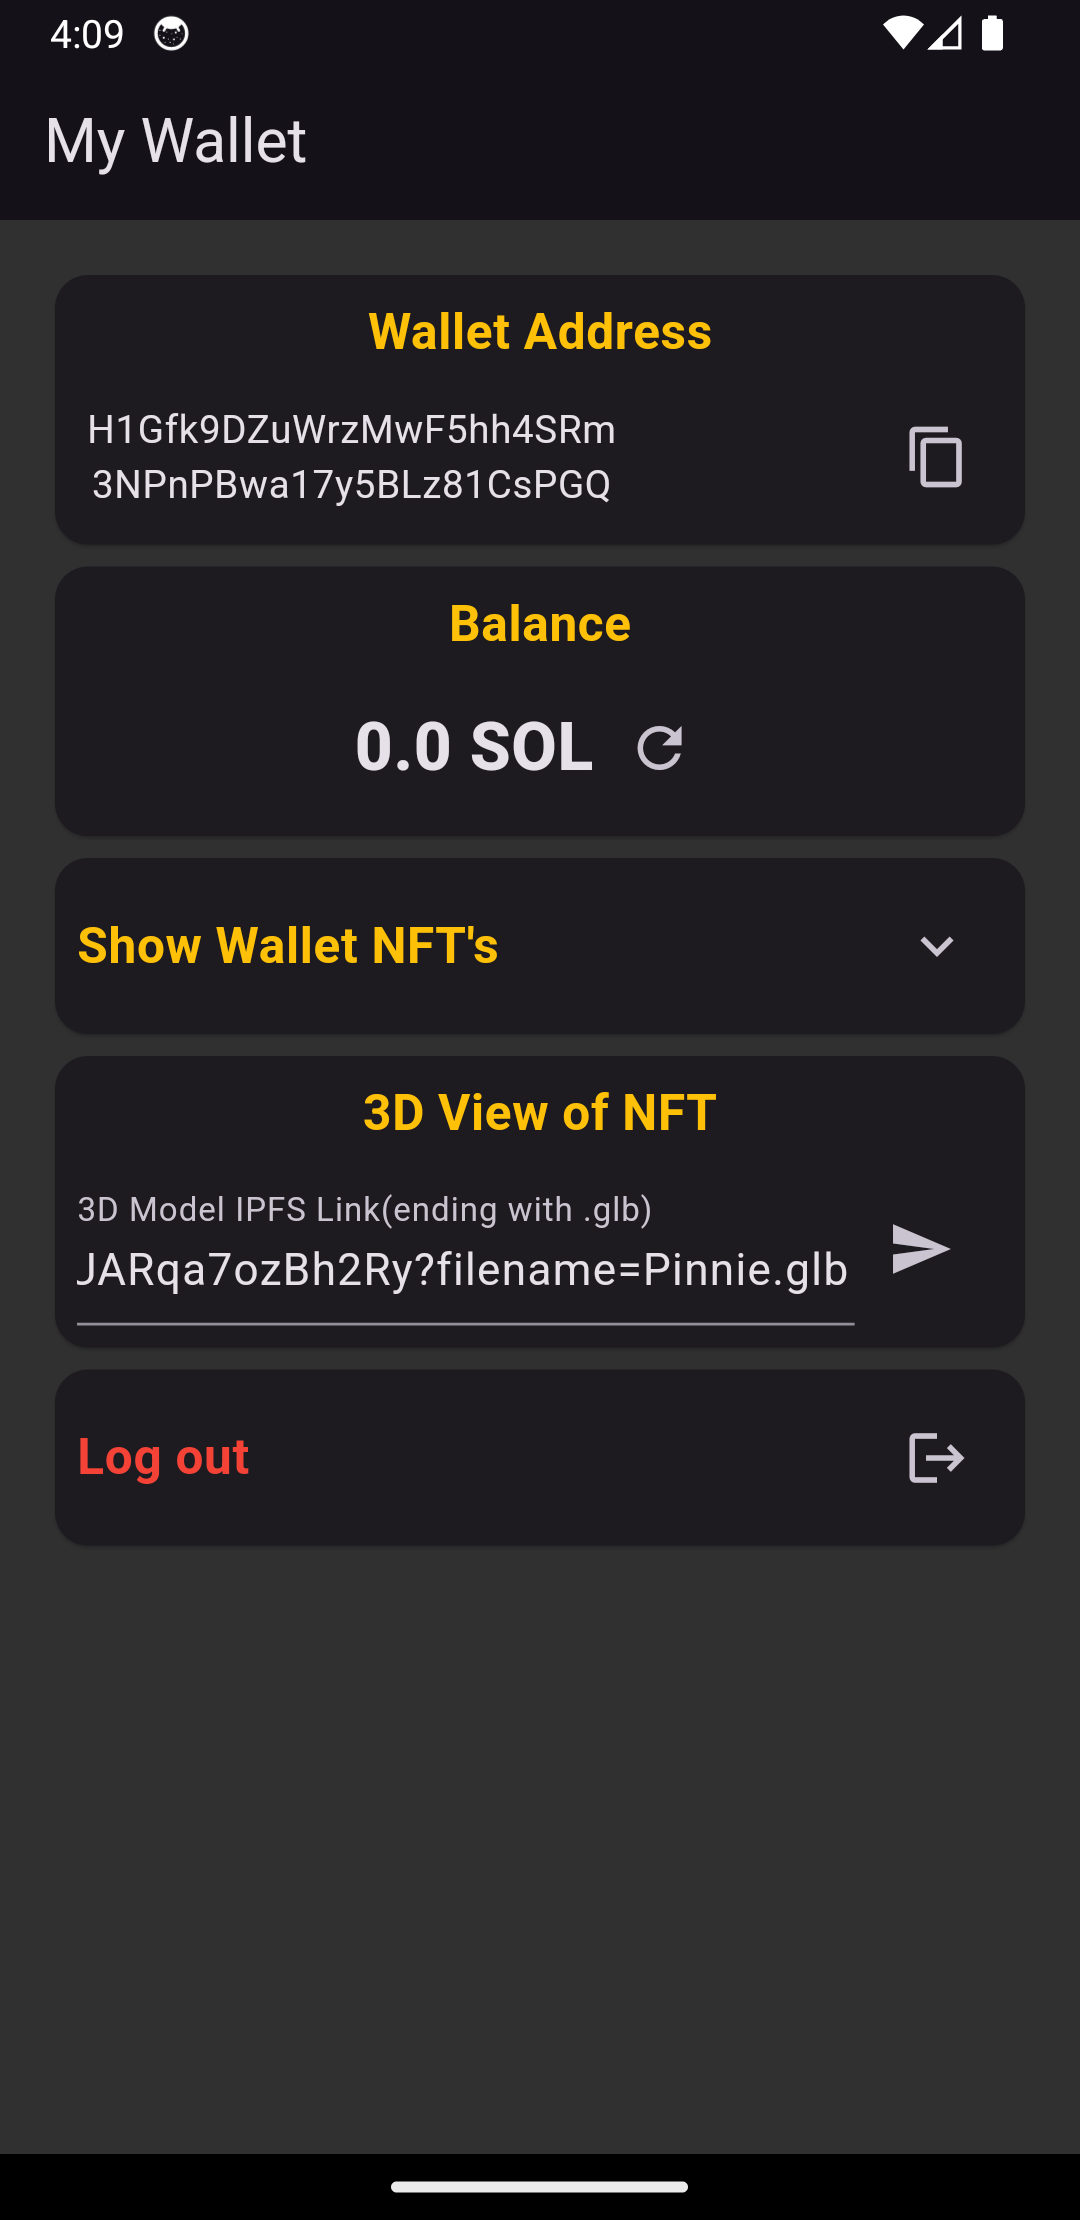 4:09
My Wallet
Wallet Address
H1Gfk9DZuWrzMwF5hh4SRm
3NPnPBwa17y5BLz81CsPGQ
Balance
0.0 SOL
Show Wallet NFT's
3D View of NFT
3D Model IPFS Link(ending with .glb)
JARqa7ozBh2Ry?filename=Pinnie.glb
Log out